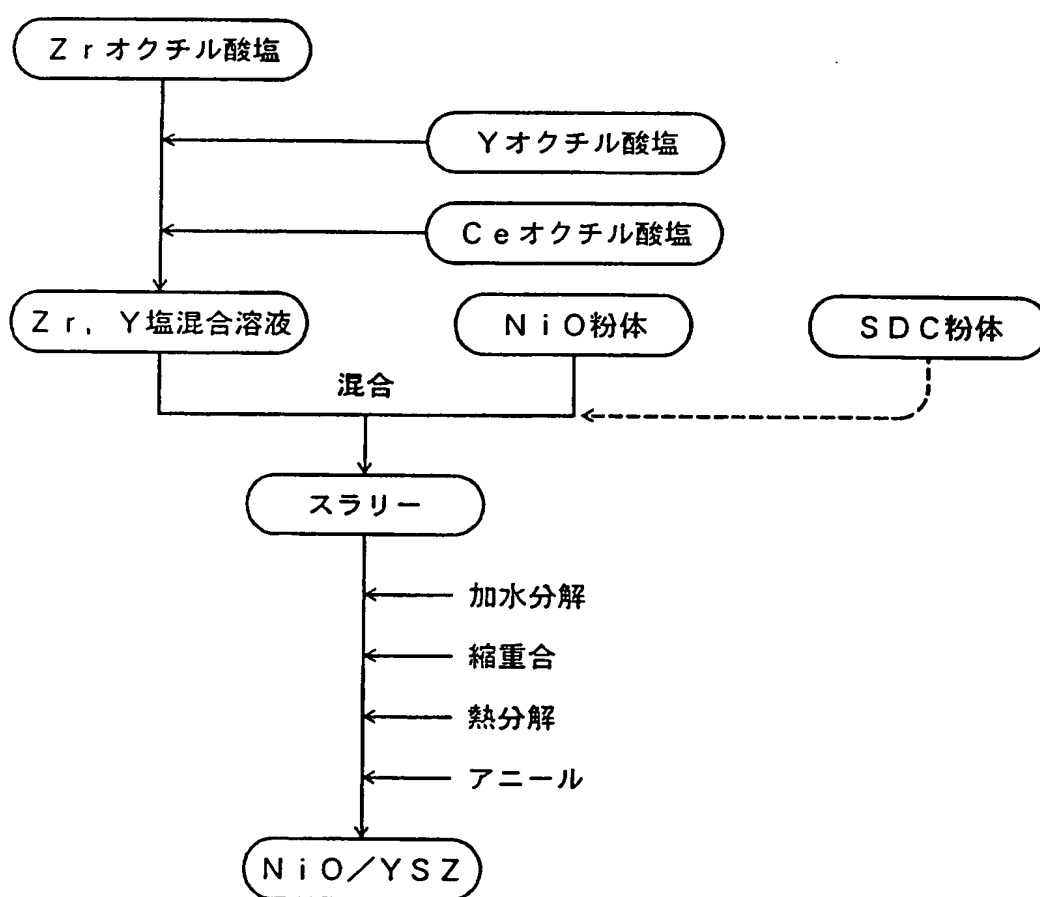 Ｚｒオクチル酸塩
Ｙオクチル酸塩
Ｃｅオクチル酸塩
Ｚｒ，Ｙ塩混合溶液
ＮｉＯ粉体
ＳＤＣ粉体
混合
スラリー
加水分解
縮重合
熱分解
アニール
ＮｉＯ／ＹＳＺ